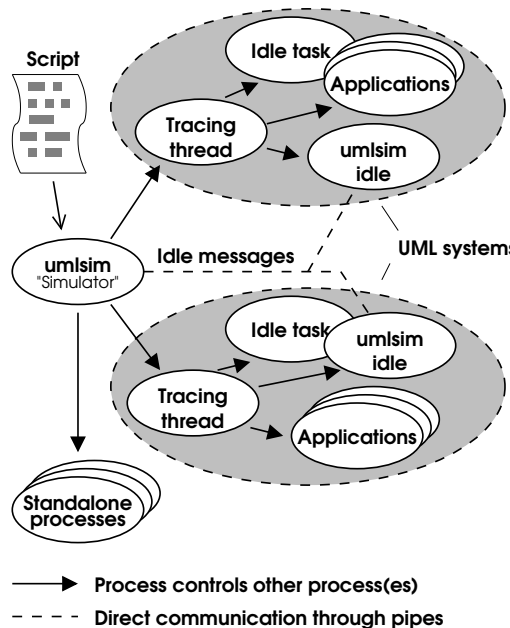 Script
Idle task
Applications
Tracing
thread
umlsim
idle
Idle messages
UML systems
umlsim
"Simulator"
Idle task
umlsim
idle
Tracing
thread
Applications
Standalone
processes
Process controls other process(es)
Direct communication through pipes